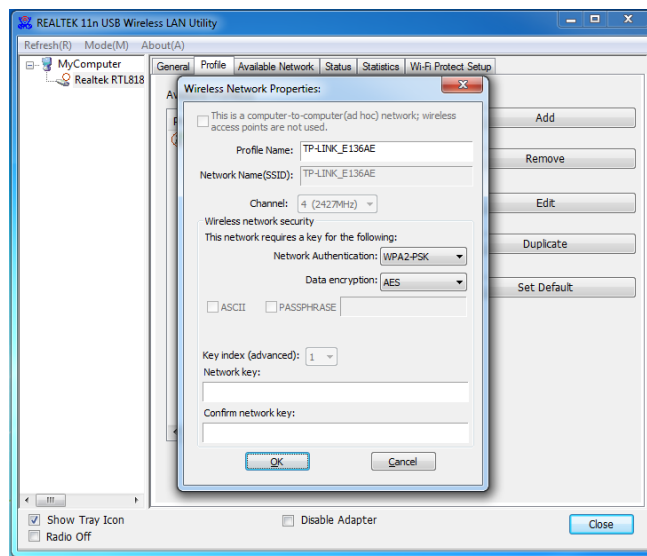 REALTEK 11n USB Wireless LAN Utility
Refresh(R) Mode(M) About(A)
MyComputer
Realtek RTL818
General Profile Available Network Status Statistics Wi-Fi Protect Setup
Wireless Network Properties:
This is a computer-to-computer(ad hoc) network; wireless
access points are not used.
Profile Name: TP-LINK_E136AE
Network Name(SSID): TP-LINK_E136AE
Channel: 4 (2427MHz)
Wireless network security
This network requires a key for the following:
Network Authentication: WPA2-PSK
Data encryption: AES
ASCII PASSPHRASE
Key index (advanced): 1
Network key:
Confirm network key:
OK Cancel
Add
Remove
Edit
Duplicate
Set Default
Show Tray Icon
Radio Off
Disable Adapter
Close